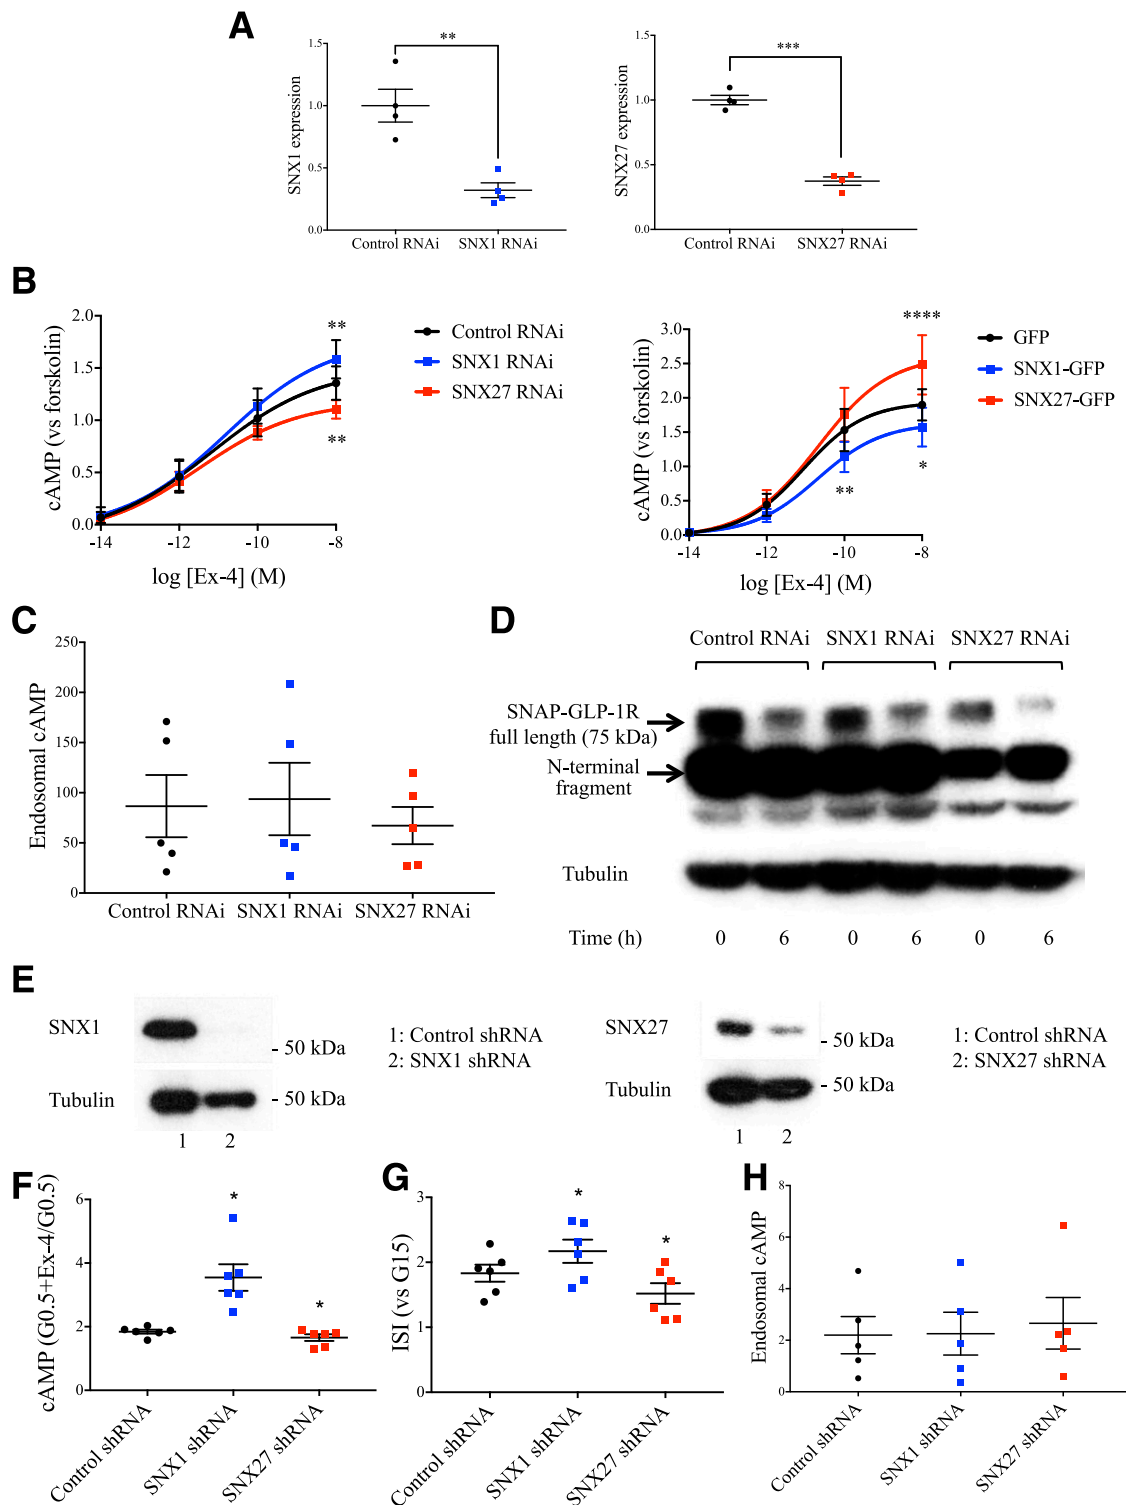 A
SNX1 expression
1.5
1.0
0.5
0.0
**
Control RNAi SNX1 RNAi
SNX27 expression
1.5
1.0
0.5
0.0
***
Control RNAi SNX27 RNAi
B
cAMP (vs forskolin)
2.0
1.5
1.0
0.5
0.0
**
**
-14 -12 -10 -8
log [Ex-4] (M)
Control RNAi
SNX1 RNAi
SNX27 RNAi
cAMP (vs forskolin)
3.0
2.5
2.0
1.5
1.0
0.5
0.0
****
**
*
-14 -12 -10 -8
log [Ex-4] (M)
GFP
SNX1-GFP
SNX27-GFP
C
Endosomal cAMP
250
200
150
100
50
0
Control RNAi SNX1 RNAi SNX27 RNAi
D
Control RNAi SNX1 RNAi SNX27 RNAi
SNAP-GLP-1R
full length (75 kDa)
N-terminal
fragment
Tubulin
Time (h) 0 6 0 6 0 6
E
SNX1
- 50 kDa
Tubulin
- 50 kDa
1 2
1: Control shRNA
2: SNX1 shRNA
SNX27
- 50 kDa
Tubulin
- 50 kDa
1 2
1: Control shRNA
2: SNX27 shRNA
F
cAMP (G0.5+Ex-4/G0.5)
6
4
2
0
*
*
Control shRNA
SNX1 shRNA
SNX27 shRNA
G
ISI (vs G15)
3
2
1
0
*
*
Control shRNA
SNX1 shRNA
SNX27 shRNA
H
Endosomal cAMP
8
6
4
2
0
Control shRNA
SNX1 shRNA
SNX27 shRNA